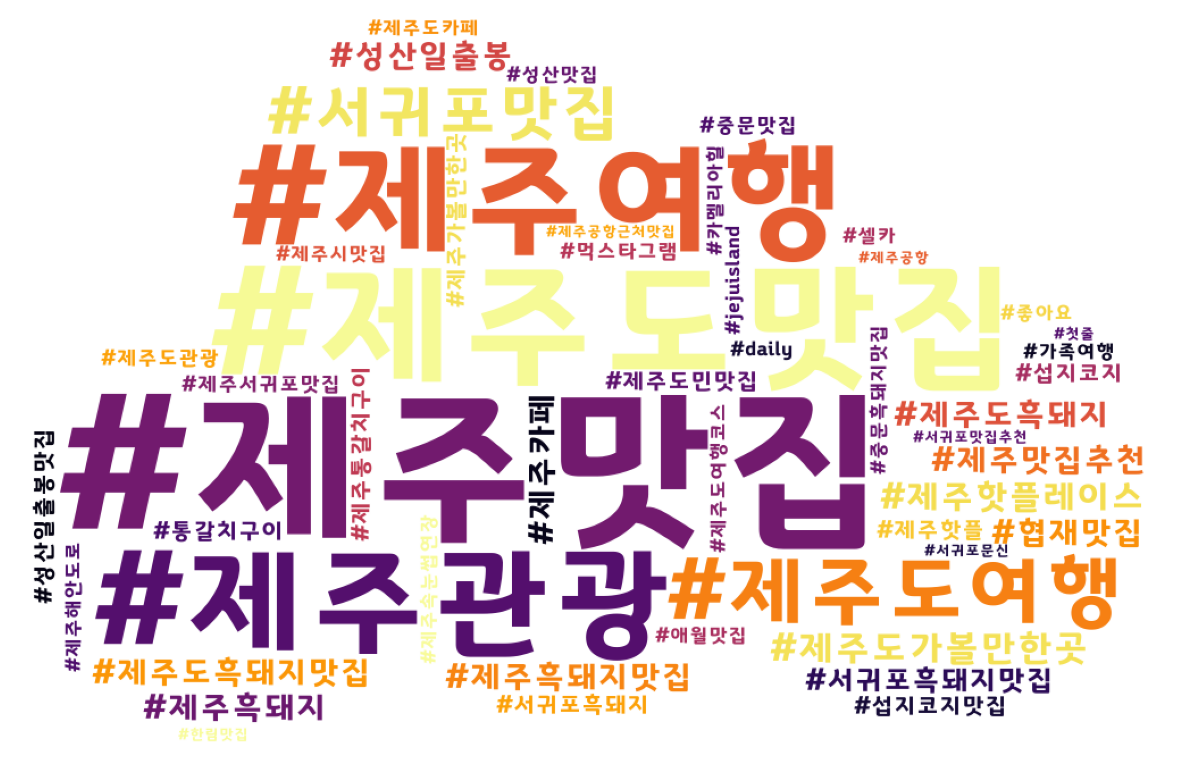 #제주도카페
#성산일출봉
#성산맛집
#서귀포맛집
#중문맛집
#제주여행
#제주가볼만한곳
#카멜리아힐
#제주공항근처맛집
#셀카
#제주시맛집
#먹스타그램
#제주공항
#jejuisland
#제주도맛집
#좋아요
#첫줄
#daily
#가족여행
#제주도관광
#섭지코지
#제주서귀포맛집
#제주도민맛집
#중문흑돼지맛집
#제주통갈치구이
#제주맛집
#제주카페
#제주도여행코스
#제주도흑돼지
#서귀포맛집추천
#제주맛집추천
#성산일출봉맛집
#제주핫플레이스
#통갈치구이
#제주핫플
#협재맛집
#제주해안도로
#제주속눈썹연장
#서귀포문신
#제주관광
#제주도여행
#애월맛집
#제주도가볼만한곳
#제주도흑돼지맛집
#제주흑돼지맛집
#서귀포흑돼지맛집
#제주흑돼지
#서귀포흑돼지
#섭지코지맛집
#한림맛집